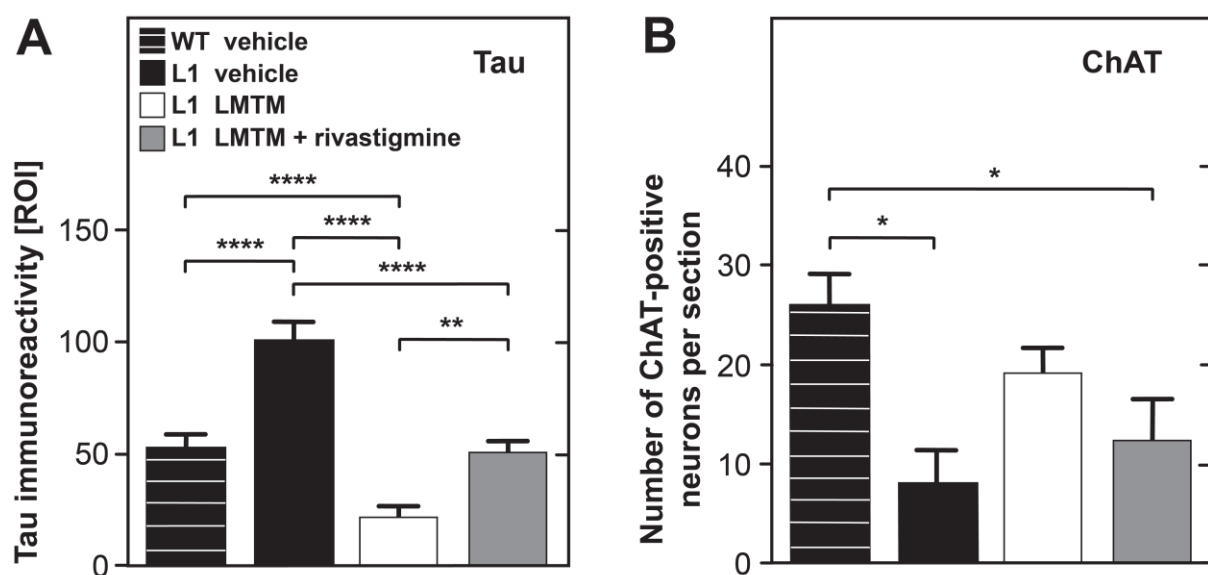 A
WT vehicle
L1 vehicle
L1 LMTM
L1 LMTM + rivastigmine
Tau
Tau immunoreactivity [ROI]
150
100
50
0
****
****
****
****
**
B
ChAT
Number of ChAT-positive
neurons per section
40
30
20
10
0
*
*